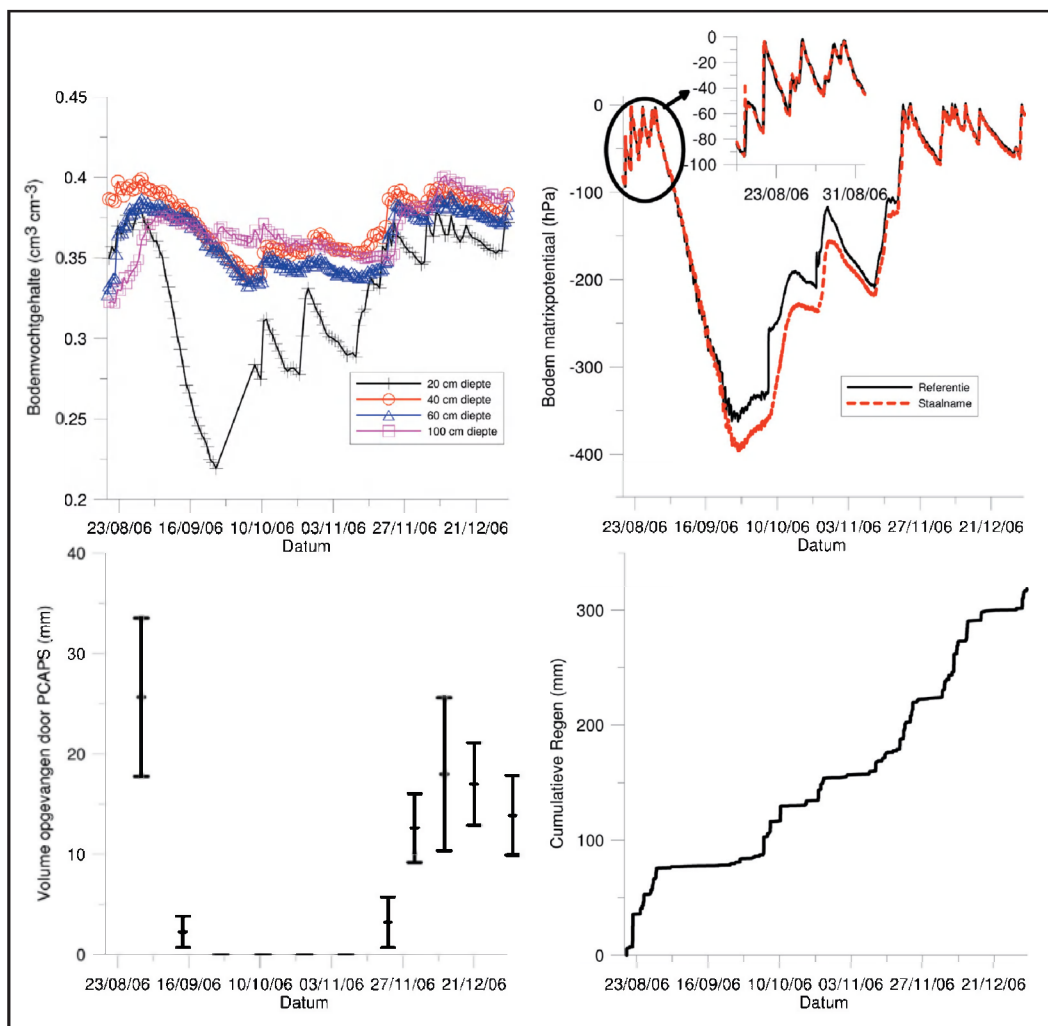 Bodemvochtgehalte (cm3 cm-3)
0.45
0.4
0.35
0.3
0.25
0.2
20 cm diepte
40 cm diepte
60 cm diepte
100 cm diepte
23/08/06 16/09/06 10/10/06 03/11/06 27/11/06 21/12/06
Datum
Bodem matrixpotentiaal (hPa)
0
-100
-200
-300
-400
0
-20
-40
-60
-80
-100
23/08/06 31/08/06
Referentie
Staalname
23/08/06 16/09/06 10/10/06 03/11/06 27/11/06 21/12/06
Datum
Volume opgevangen door PCAPS (mm)
40
30
20
10
0
23/08/06 16/09/06 10/10/06 03/11/06 27/11/06 21/12/06
Datum
Cumulatieve Regen (mm)
300
200
100
0
23/08/06 16/09/06 10/10/06 03/11/06 27/11/06 21/12/06
Datum